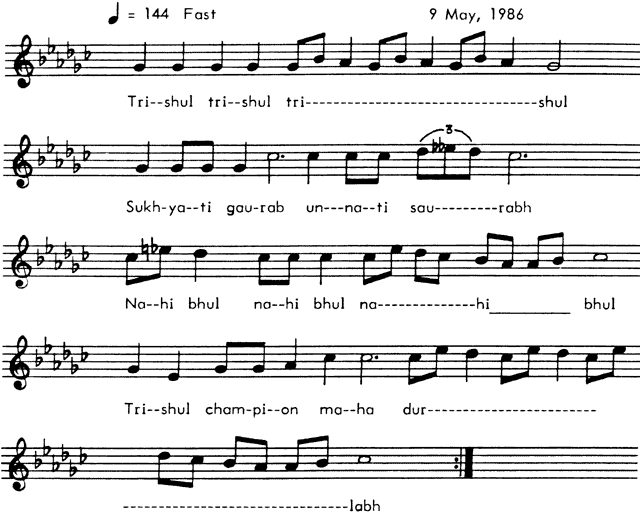 ♩ = 144 Fast 9 May, 1986
Tri--shul tri--shul tri-----------------------------------shul
3
Sukh-ya--ti gau-rab un---na--ti sau---------rabh
Na--hi bhul na--hi bhul na--------------hi__________ bhul
Tri--shul cham-pi--on ma--ha dur-------------------------
----------------------------------labh